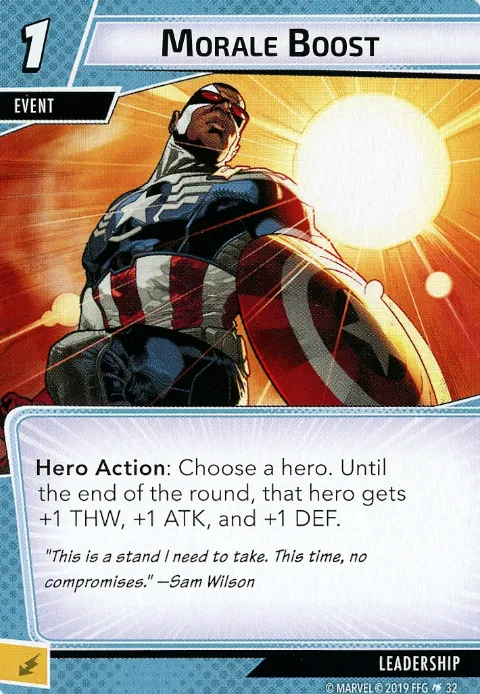 1
MORALE BOOST
EVENT
Hero Action: Choose a hero. Until
the end of the round, that hero gets
+1 THW, +1 ATK, and +1 DEF.
"This is a stand I need to take. This time, no
compromises." —Sam Wilson
LEADERSHIP
© MARVEL © 2019 FFG 32